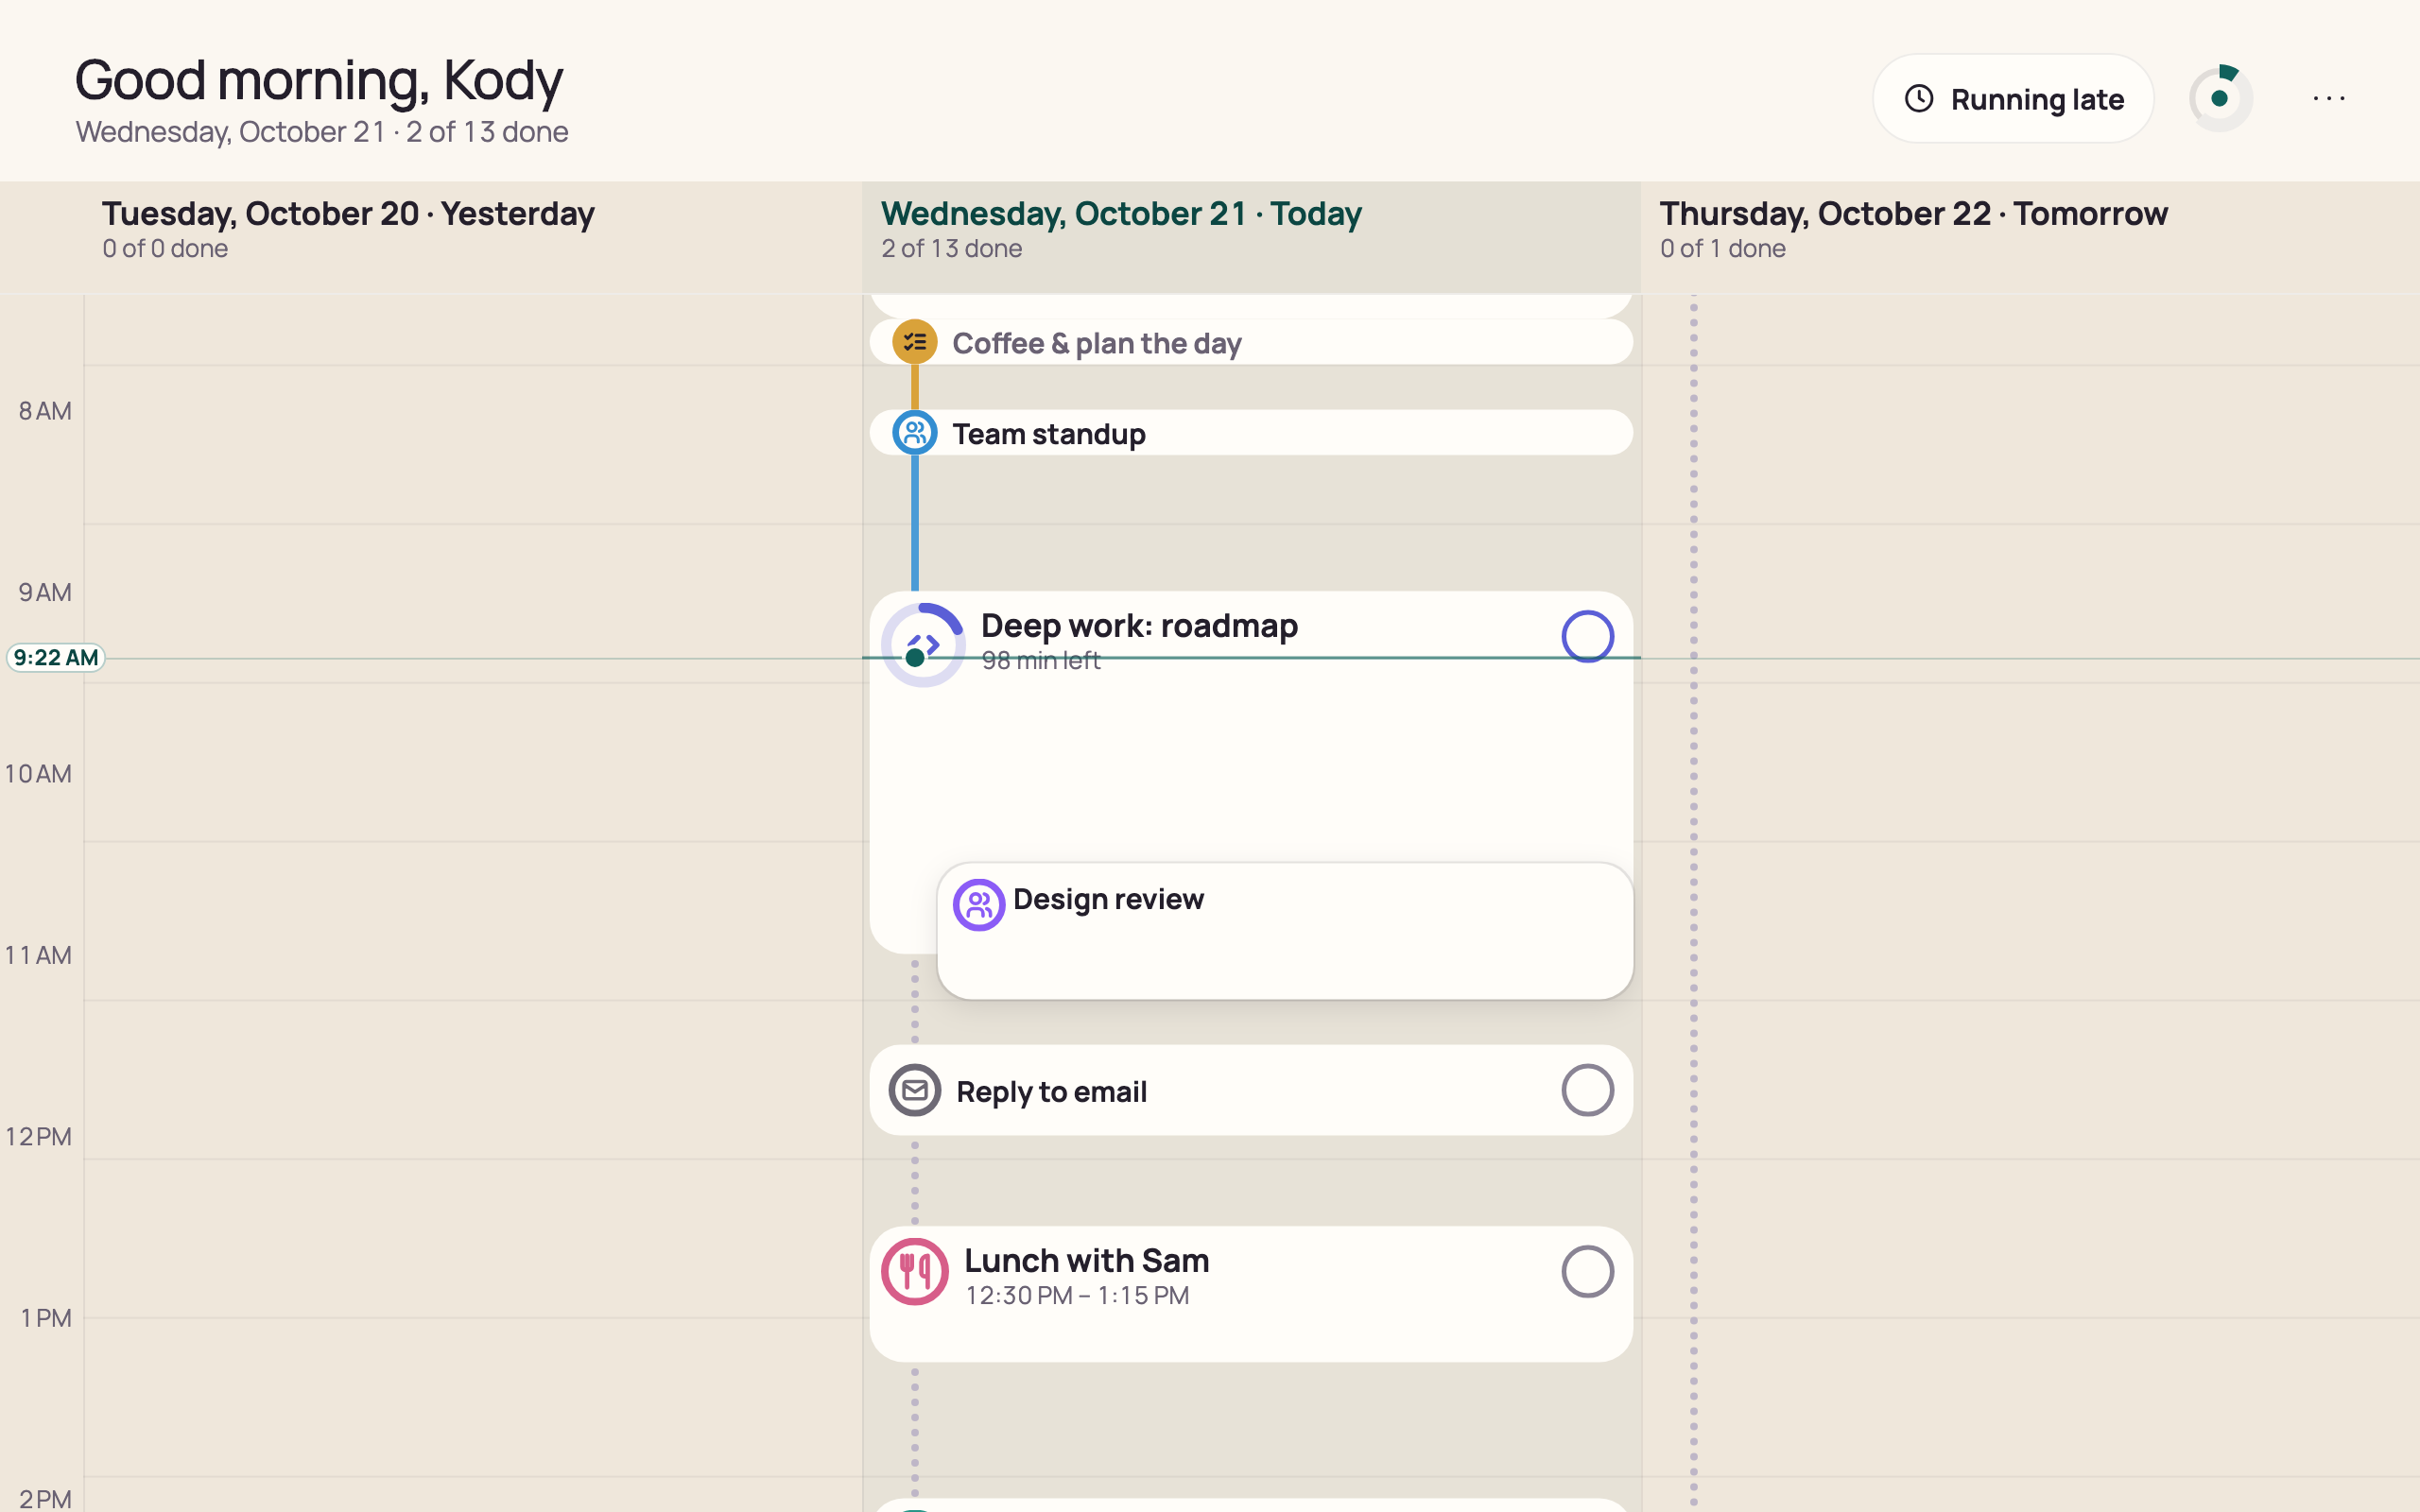 Good morning, Kody
Wednesday, October 21 · 2 of 13 done
Running late
Tuesday, October 20 · Yesterday
0 of 0 done
Wednesday, October 21 · Today
2 of 13 done
Thursday, October 22 · Tomorrow
0 of 1 done
Coffee & plan the day
8 AM
Team standup
9 AM
Deep work: roadmap
9:22 AM
98 min left
10 AM
Design review
11 AM
Reply to email
12 PM
Lunch with Sam
12:30 PM – 1:15 PM
1 PM
2 PM